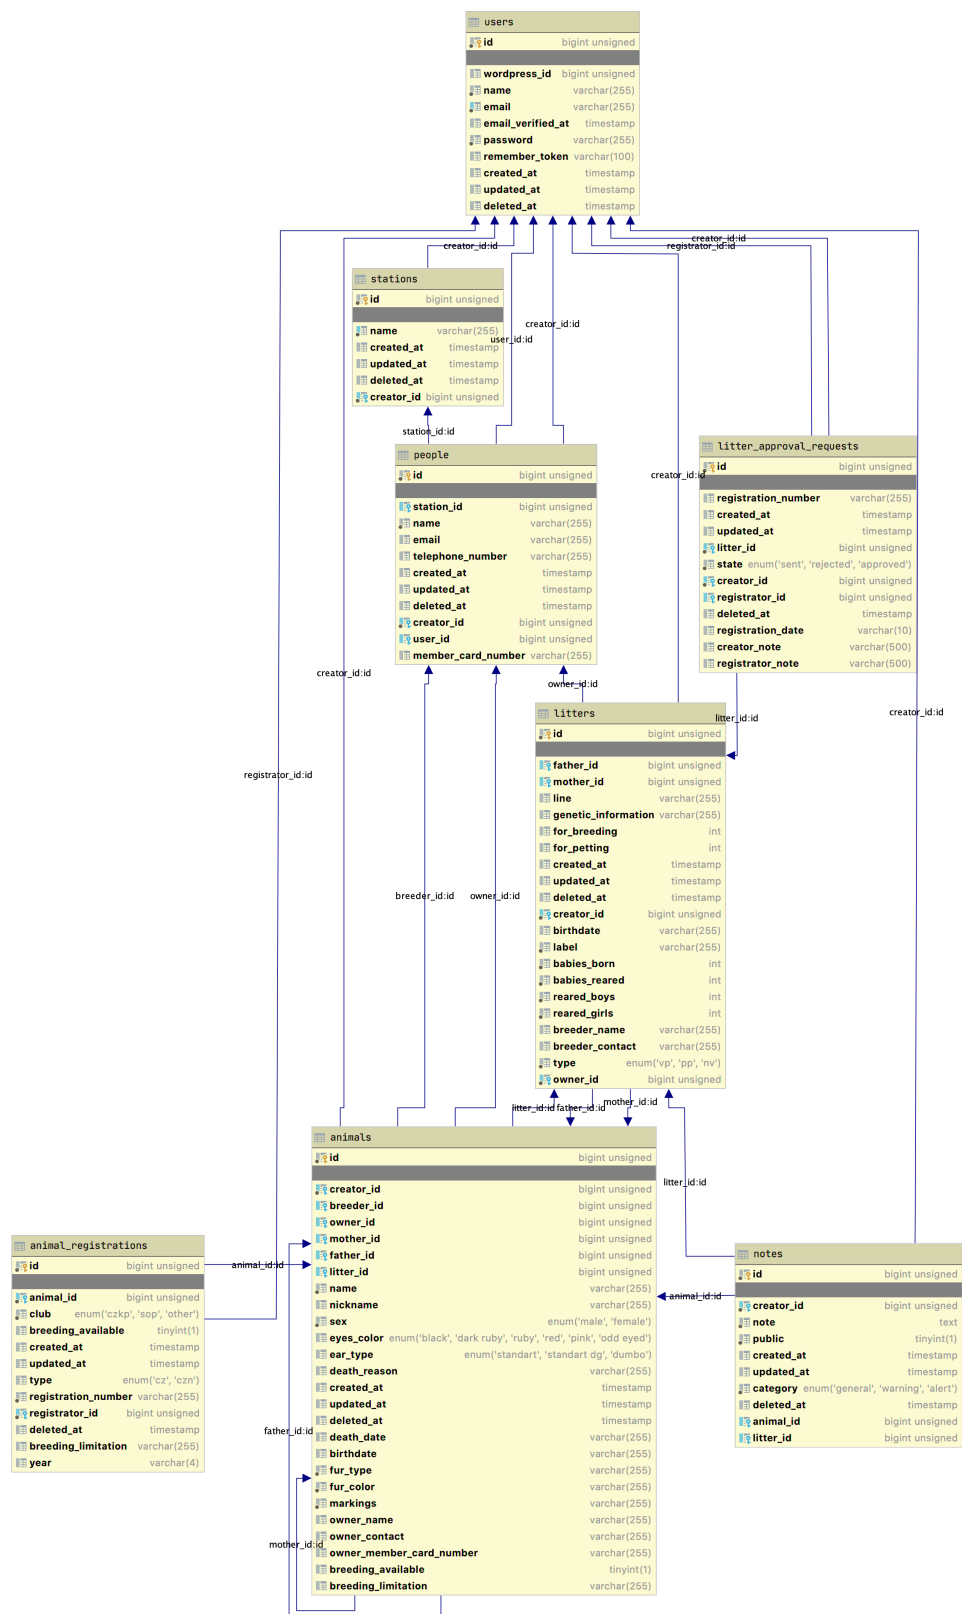 users
id bigint unsigned
wordpress_id bigint unsigned
name varchar(255)
email varchar(255)
email_verified_at timestamp
password varchar(255)
remember_token varchar(100)
created_at timestamp
updated_at timestamp
deleted_at timestamp
creator_id:id
creator_id:id
registrator_id:id
stations
id bigint unsigned
name varchar(255)
created_at timestamp
updated_at timestamp
deleted_at timestamp
creator_id bigint unsigned
creator_id:id
user_id:id
station_id:id
people
id bigint unsigned
station_id bigint unsigned
name varchar(255)
email varchar(255)
telephone_number varchar(255)
created_at timestamp
updated_at timestamp
deleted_at timestamp
creator_id bigint unsigned
user_id bigint unsigned
member_card_number varchar(255)
creator_id:id
litter_approval_requests
id bigint unsigned
registration_number varchar(255)
created_at timestamp
updated_at timestamp
litter_id bigint unsigned
state enum('sent', 'rejected', 'approved')
creator_id bigint unsigned
registrator_id bigint unsigned
deleted_at timestamp
registration_date varchar(10)
creator_note varchar(500)
registrator_note varchar(500)
creator_id:id
owner_id:id
litter_id:id
creator_id:id
registrator_id:id
litters
id bigint unsigned
father_id bigint unsigned
mother_id bigint unsigned
line varchar(255)
genetic_information varchar(255)
for_breeding int
for_petting int
created_at timestamp
updated_at timestamp
deleted_at timestamp
creator_id bigint unsigned
birthdate varchar(255)
label varchar(255)
babies_born int
babies_reared int
reared_boys int
reared_girls int
breeder_name varchar(255)
breeder_contact varchar(255)
type enum('vp', 'pp', 'nv')
owner_id bigint unsigned
breeder_id:id
owner_id:id
litter_id:id
father_id:id
mother_id:id
animals
id bigint unsigned
creator_id bigint unsigned
breeder_id bigint unsigned
owner_id bigint unsigned
mother_id bigint unsigned
father_id bigint unsigned
litter_id bigint unsigned
name varchar(255)
nickname varchar(255)
sex enum('male', 'female')
eyes_color enum('black', 'dark ruby', 'ruby', 'red', 'pink', 'odd eyed')
ear_type enum('standart', 'standart dg', 'dumbo')
death_reason varchar(255)
created_at timestamp
updated_at timestamp
deleted_at timestamp
death_date varchar(255)
birthdate varchar(255)
fur_type varchar(255)
fur_color varchar(255)
markings varchar(255)
owner_name varchar(255)
owner_contact varchar(255)
owner_member_card_number varchar(255)
breeding_available tinyint(1)
breeding_limitation varchar(255)
litter_id:id
animal_registrations
id bigint unsigned
animal_id bigint unsigned
club enum('czkp', 'sop', 'other')
breeding_available tinyint(1)
created_at timestamp
updated_at timestamp
type enum('cz', 'czn')
registration_number varchar(255)
registrator_id bigint unsigned
deleted_at timestamp
breeding_limitation varchar(255)
year varchar(4)
animal_id:id
animal_id:id
notes
id bigint unsigned
creator_id bigint unsigned
note text
public tinyint(1)
created_at timestamp
updated_at timestamp
category enum('general', 'warning', 'alert')
deleted_at timestamp
animal_id bigint unsigned
litter_id bigint unsigned
father_id:id
mother_id:id